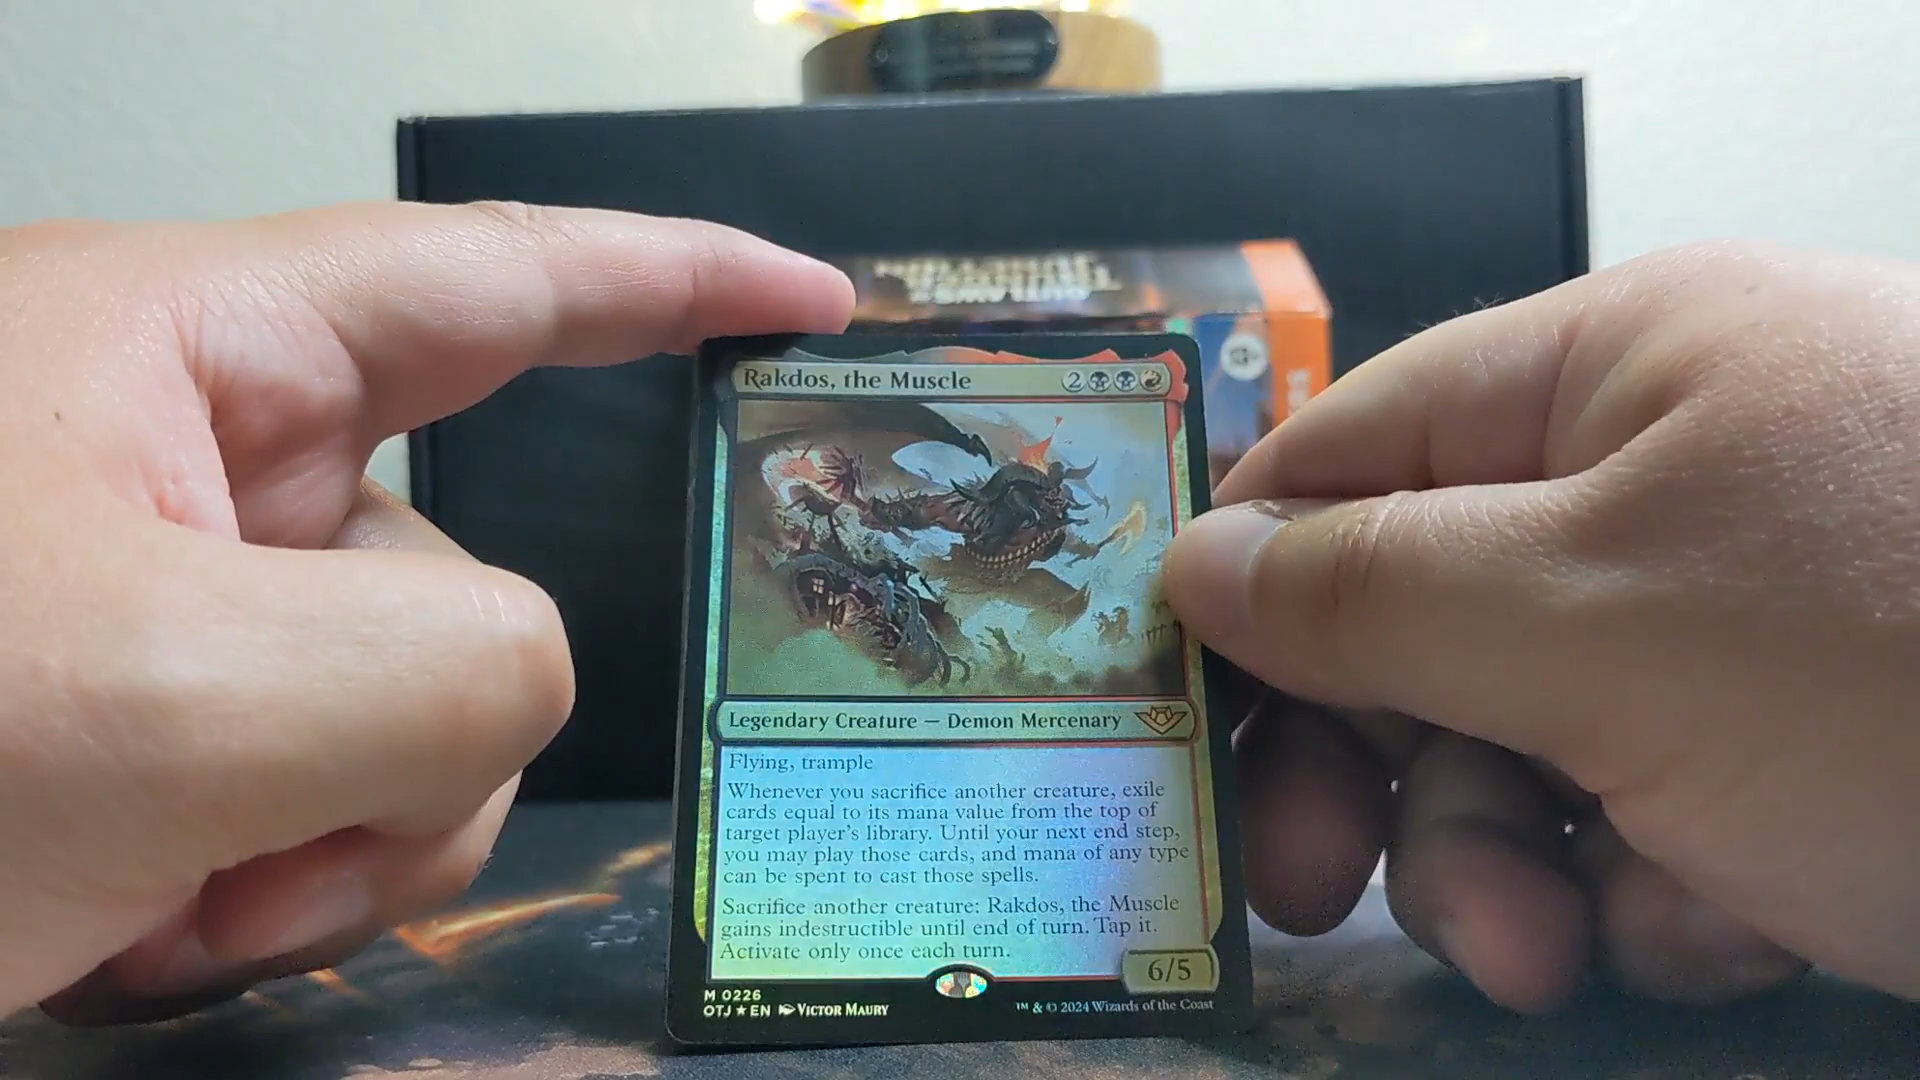 OUTLAWS
THUNDER
JUNCTION
Rakdos, the Muscle 2
Legendary Creature — Demon Mercenary
Flying, trample
Whenever you sacrifice another creature, exile
cards equal to its mana value from the top of
target player's library. Until your next end step,
you may play those cards, and mana of any type
can be spent to cast those spells.
Sacrifice another creature: Rakdos, the Muscle
gains indestructible until end of turn. Tap it.
Activate only once each turn.
6/5
M 0226
OTJ ★ EN VICTOR MAURY
™ & © 2024 Wizards of the Coast